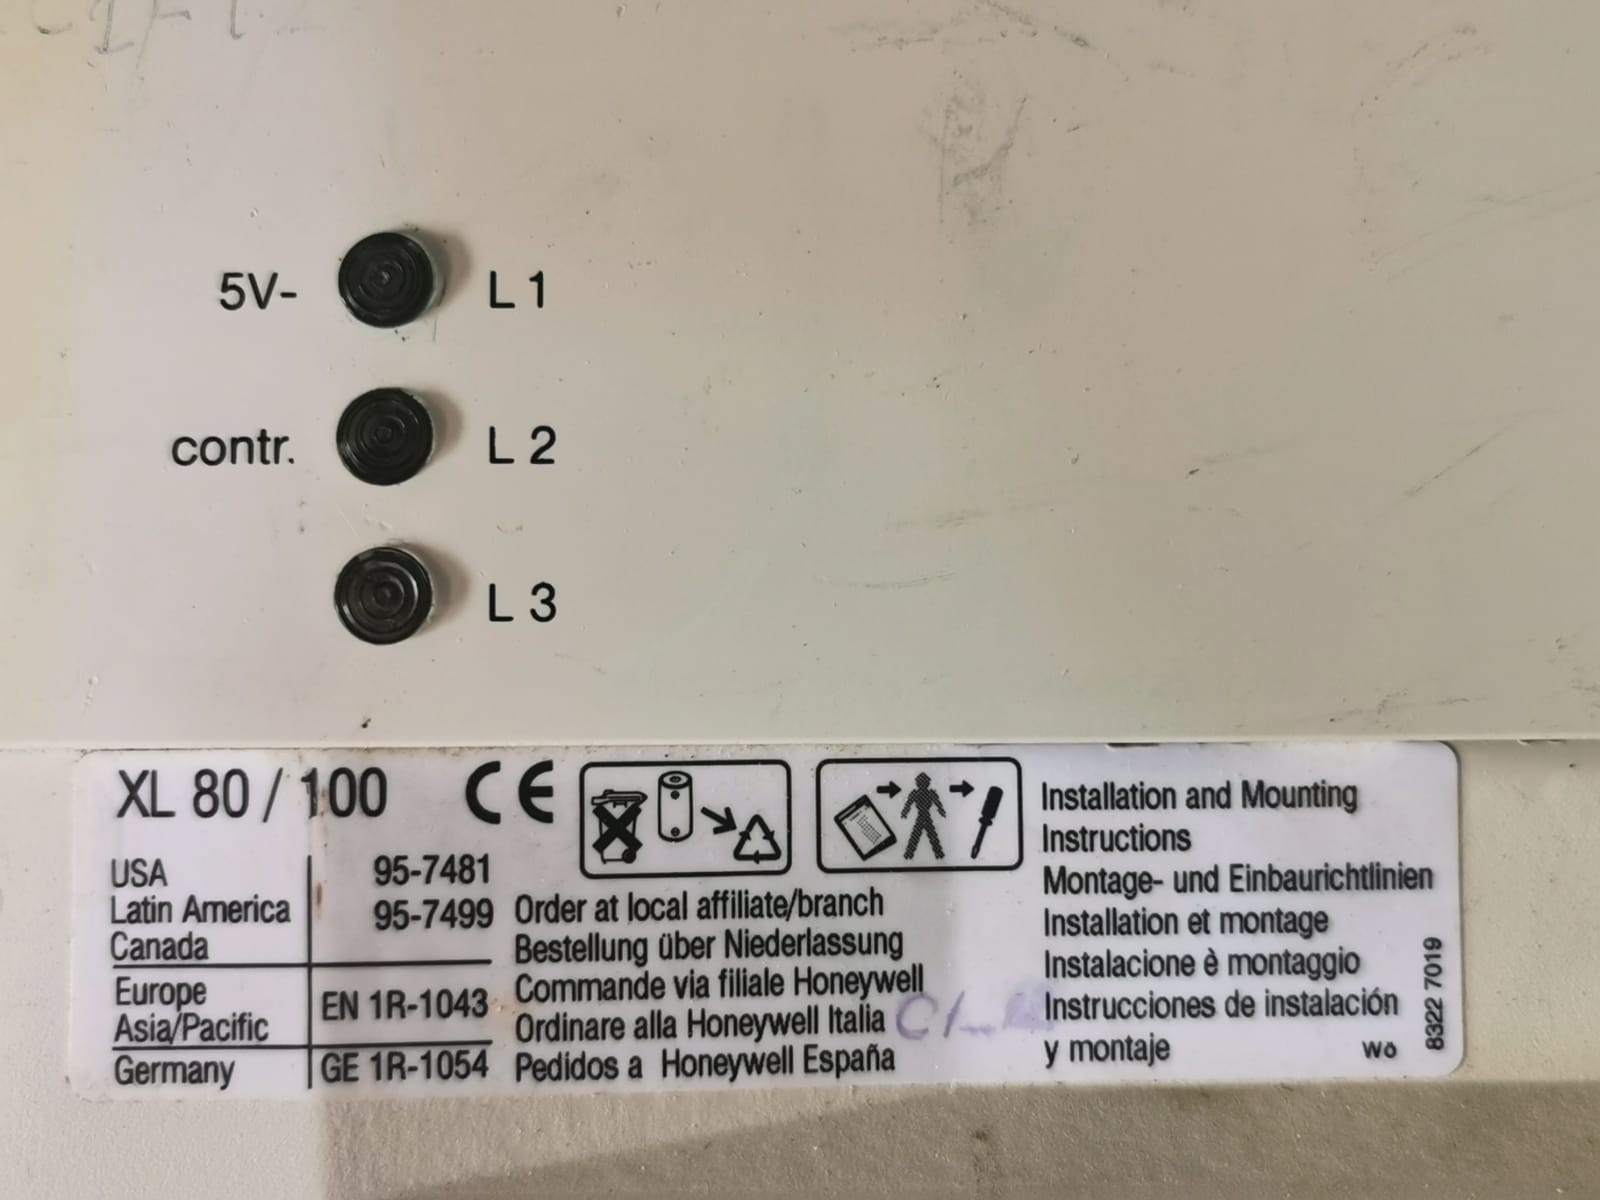 5V- L 1
contr. L 2
L 3
XL 80 / 100 CE
USA 95-7481
Latin America 95-7499
Canada
Europe
Asia/Pacific EN 1R-1043
Germany GE 1R-1054
Order at local affiliate/branch
Bestellung über Niederlassung
Commande via filiale Honeywell
Ordinare alla Honeywell Italia
Pedidos a Honeywell España
Installation and Mounting
Instructions
Montage- und Einbaurichtlinien
Installation et montage
Instalacione è montaggio
Instrucciones de instalación
y montaje
wö
8322 7019